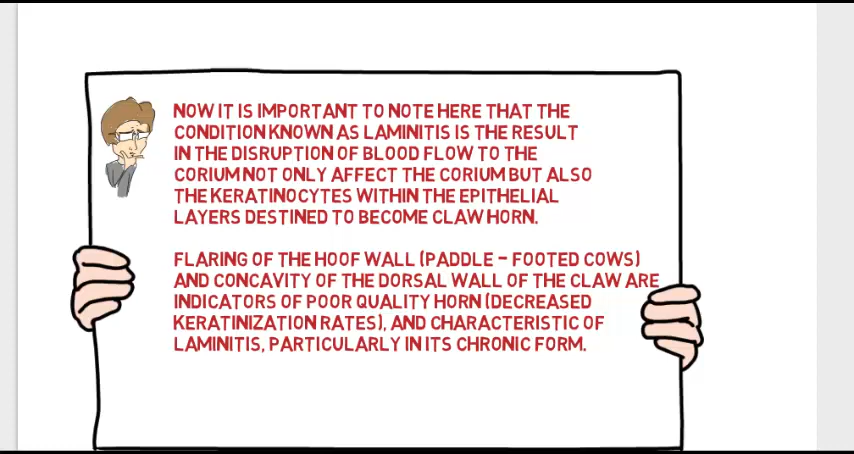 NOW IT IS IMPORTANT TO NOTE HERE THAT THE
CONDITION KNOWN AS LAMINITIS IS THE RESULT
IN THE DISRUPTION OF BLOOD FLOW TO THE
CORIUM NOT ONLY AFFECT THE CORIUM BUT ALSO
THE KERATINOCYTES WITHIN THE EPITHELIAL
LAYERS DESTINED TO BECOME CLAW HORN.
FLARING OF THE HOOF WALL (PADDLE - FOOTED COWS)
AND CONCAVITY OF THE DORSAL WALL OF THE CLAW ARE
INDICATORS OF POOR QUALITY HORN (DECREASED
KERATINIZATION RATES), AND CHARACTERISTIC OF
LAMINITIS, PARTICULARLY IN ITS CHRONIC FORM.